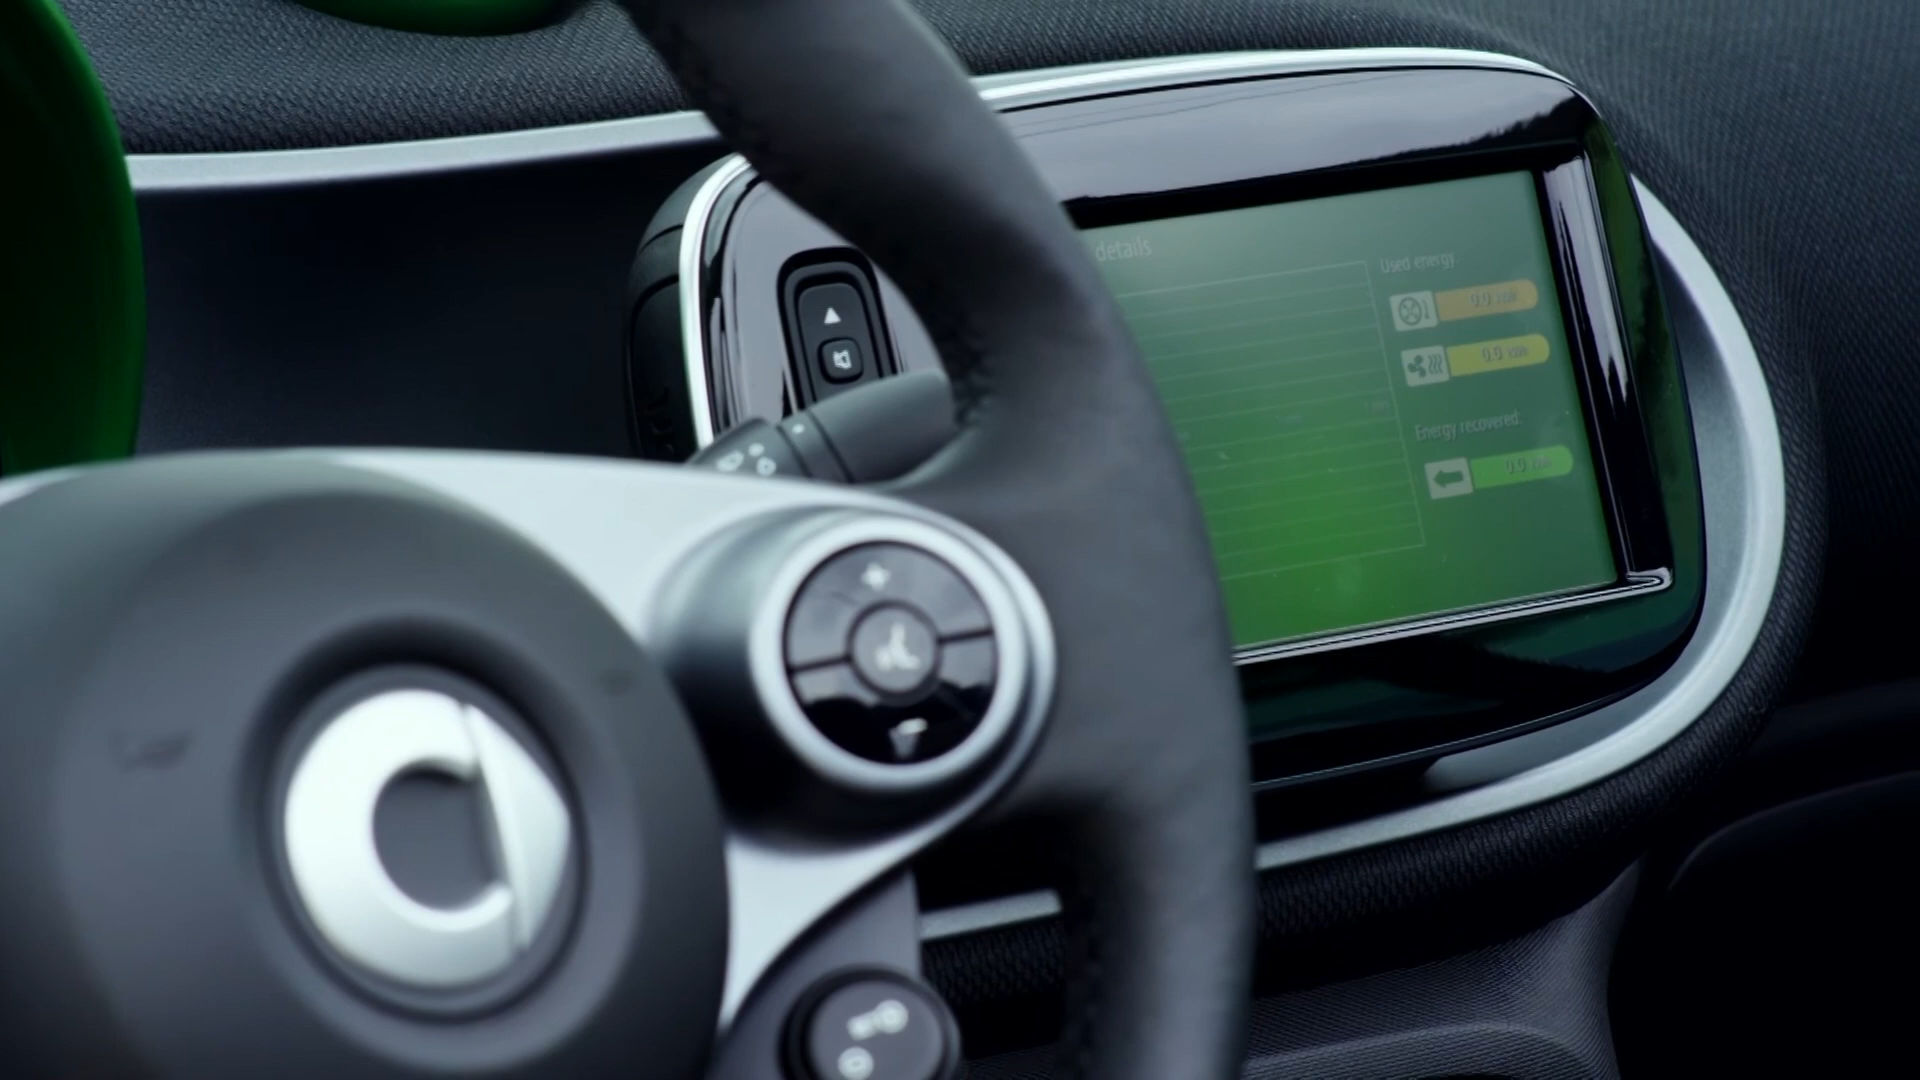 details
Used energy:
0.0 kWh
0.0 kWh
Energy recovered:
0.0 kWh